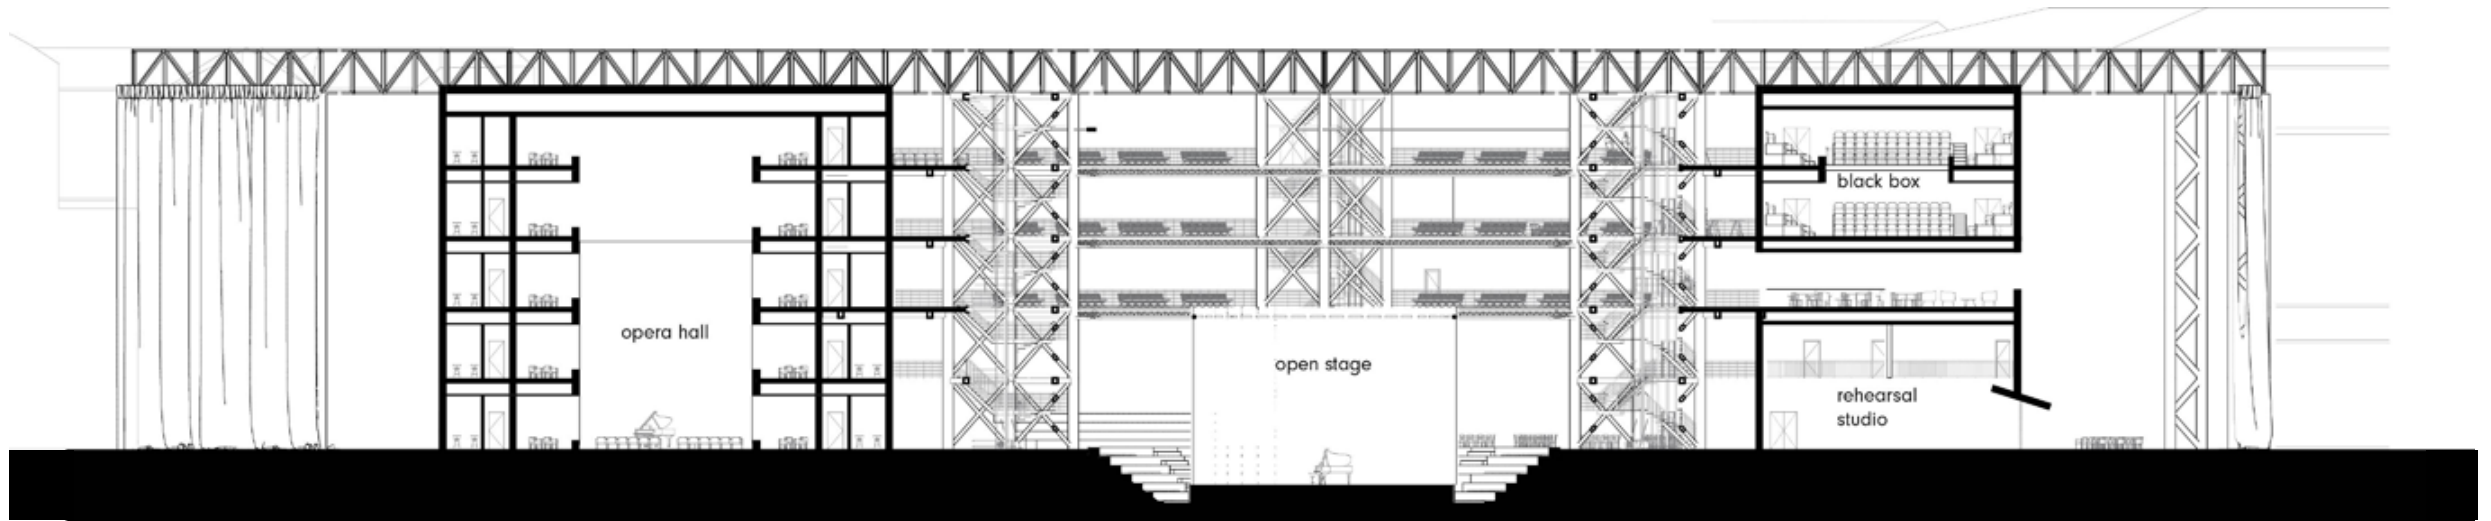 opera hall
open stage
black box
rehearsal
studio